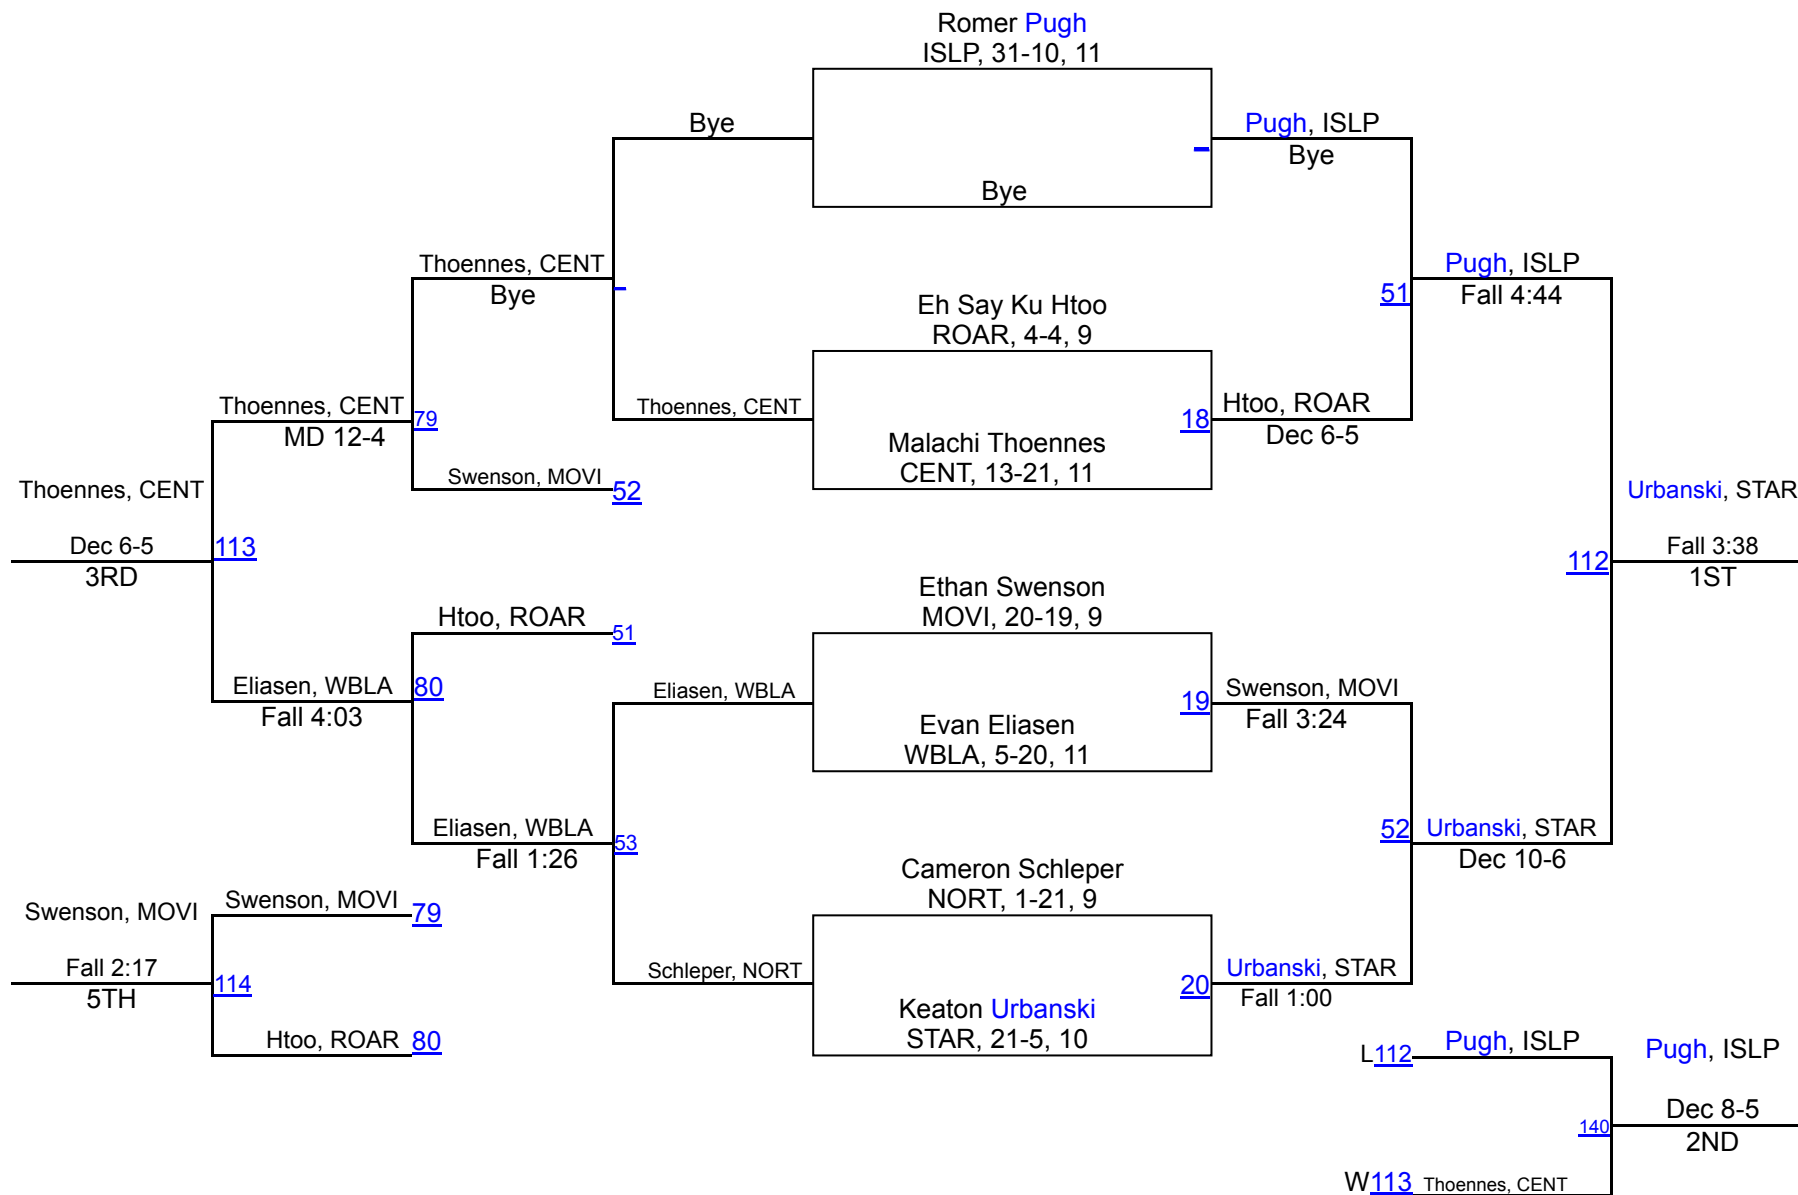 Romer Pugh
ISLP, 31-10, 11
Bye
Pugh, ISLP
Bye
Bye
Thoennes, CENT
Bye
Pugh, ISLP
51
Fall 4:44
Eh Say Ku Htoo
ROAR, 4-4, 9
Thoennes, CENT
MD 12-4
79
Thoennes, CENT
18
Htoo, ROAR
Dec 6-5
Malachi Thoennes
CENT, 13-21, 11
Swenson, MOVI
52
Thoennes, CENT
Dec 6-5
3RD
113
Urbanski, STAR
112
Fall 3:38
1ST
Ethan Swenson
MOVI, 20-19, 9
Htoo, ROAR
51
Eliasen, WBLA
Fall 4:03
80
Eliasen, WBLA
19
Swenson, MOVI
Fall 3:24
Evan Eliasen
WBLA, 5-20, 11
Eliasen, WBLA
Fall 1:26
53
52
Urbanski, STAR
Dec 10-6
Cameron Schleper
NORT, 1-21, 9
Swenson, MOVI
Swenson, MOVI
79
Fall 2:17
5TH
114
Schleper, NORT
20
Urbanski, STAR
Fall 1:00
Keaton Urbanski
STAR, 21-5, 10
Htoo, ROAR
80
L112
Pugh, ISLP
Pugh, ISLP
140
Dec 8-5
2ND
W113
Thoennes, CENT